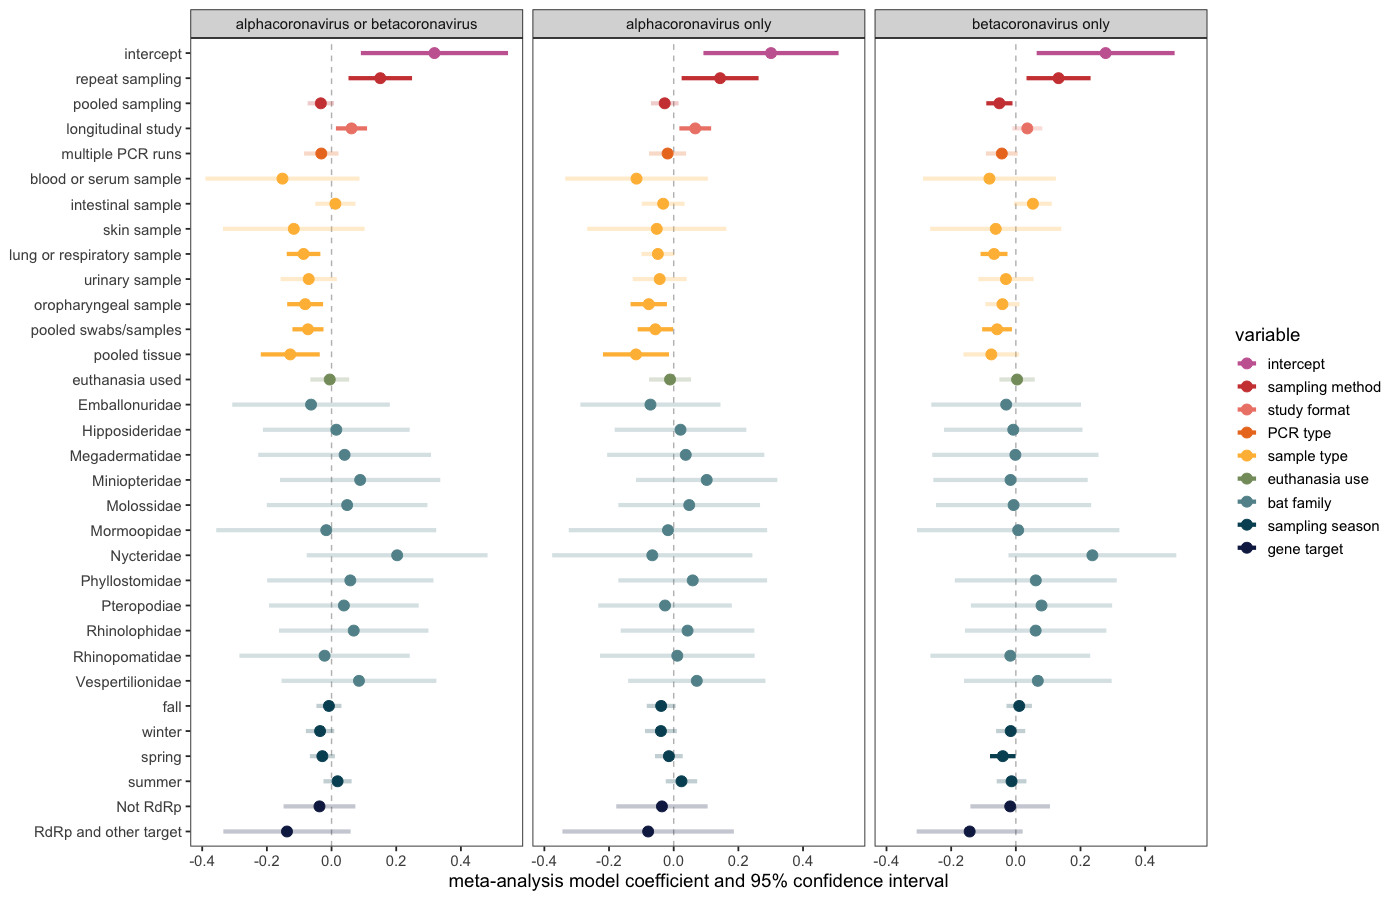 alphacoronavirus or betacoronavirus
alphacoronavirus only
betacoronavirus only
intercept
repeat sampling
pooled sampling
longitudinal study
multiple PCR runs
blood or serum sample
intestinal sample
skin sample
lung or respiratory sample
urinary sample
oropharyngeal sample
pooled swabs/samples
pooled tissue
euthanasia used
Emballonuridae
Hipposideridae
Megadermatidae
Miniopteridae
Molossidae
Mormoopidae
Nycteridae
Phyllostomidae
Pteropodiae
Rhinolophidae
Rhinopomatidae
Vespertilionidae
fall
winter
spring
summer
Not RdRp
RdRp and other target
-0.4 -0.2 0.0 0.2 0.4
-0.4 -0.2 0.0 0.2 0.4
-0.4 -0.2 0.0 0.2 0.4
meta-analysis model coefficient and 95% confidence interval
variable
intercept
sampling method
study format
PCR type
sample type
euthanasia use
bat family
sampling season
gene target